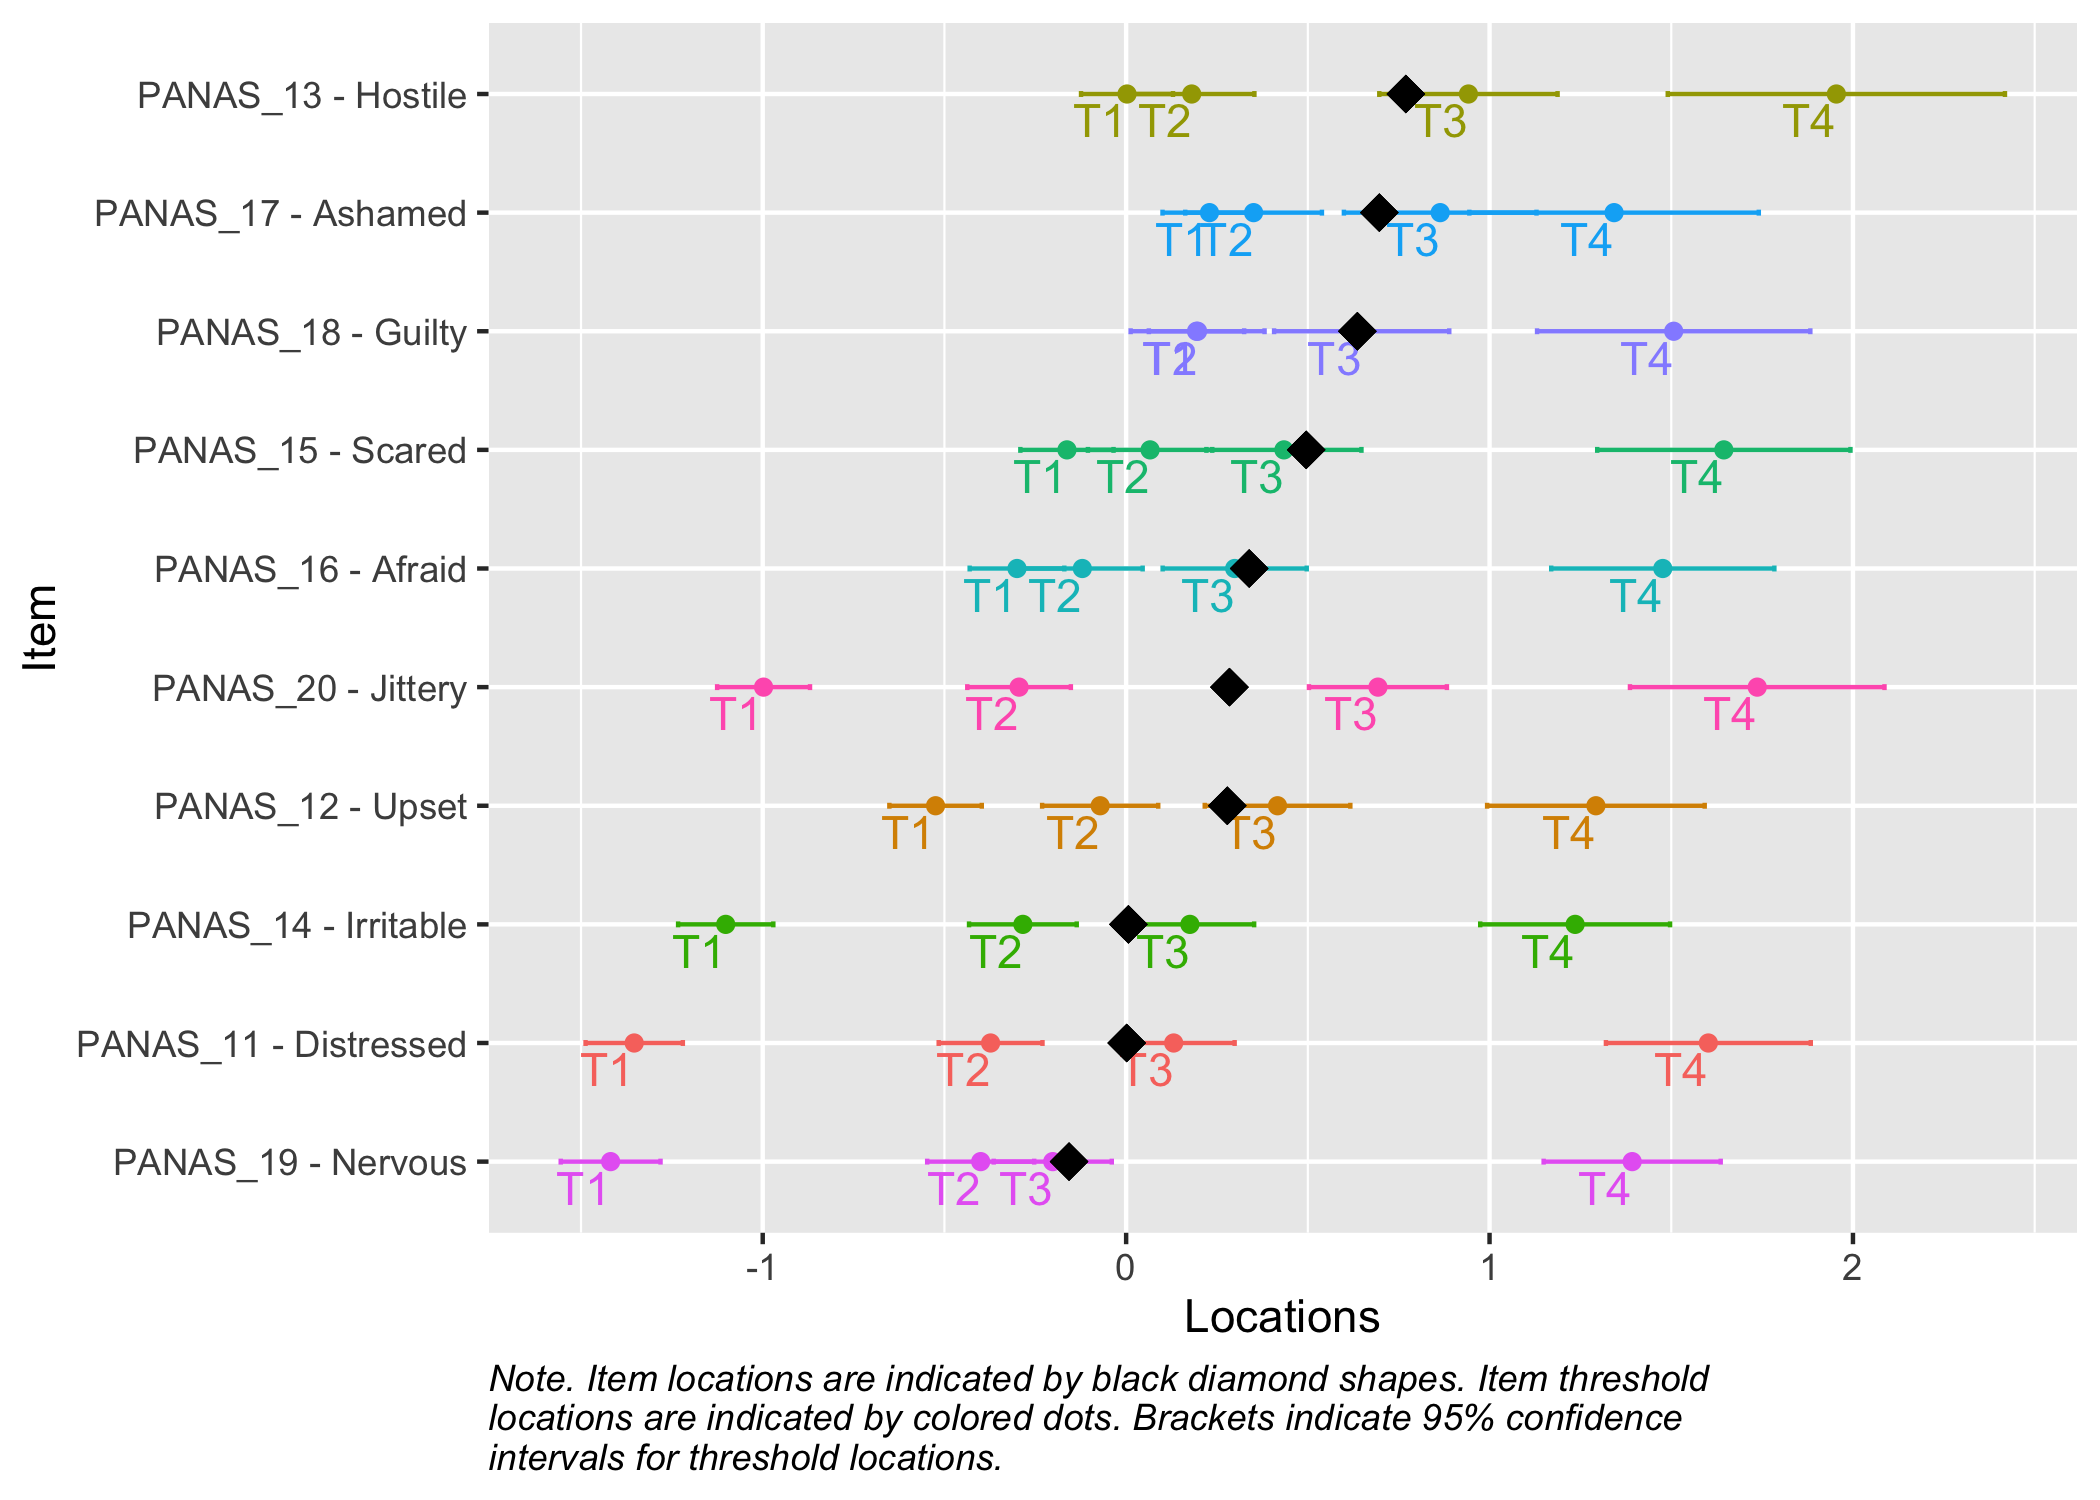 PANAS_13 - Hostile
T1 T2 T3 T4
PANAS_17 - Ashamed
T1 T2 T3 T4
PANAS_18 - Guilty
T1 T2 T3 T4
PANAS_15 - Scared
T1 T2 T3 T4
PANAS_16 - Afraid
T1 T2 T3 T4
PANAS_20 - Jittery
T1 T2 T3 T4
PANAS_12 - Upset
T1 T2 T3 T4
PANAS_14 - Irritable
T1 T2 T3 T4
PANAS_11 - Distressed
T1 T2 T3 T4
PANAS_19 - Nervous
T1 T2 T3 T4
Item
-1 0 1 2
Locations
Note. Item locations are indicated by black diamond shapes. Item threshold
locations are indicated by colored dots. Brackets indicate 95% confidence
intervals for threshold locations.